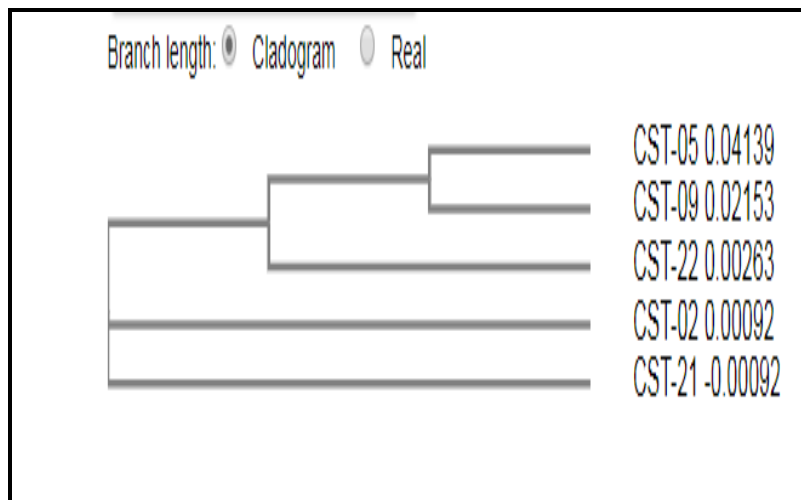 Branch length: Cladogram Real
CST-05 0.04139
CST-09 0.02153
CST-22 0.00263
CST-02 0.00092
CST-21 -0.00092